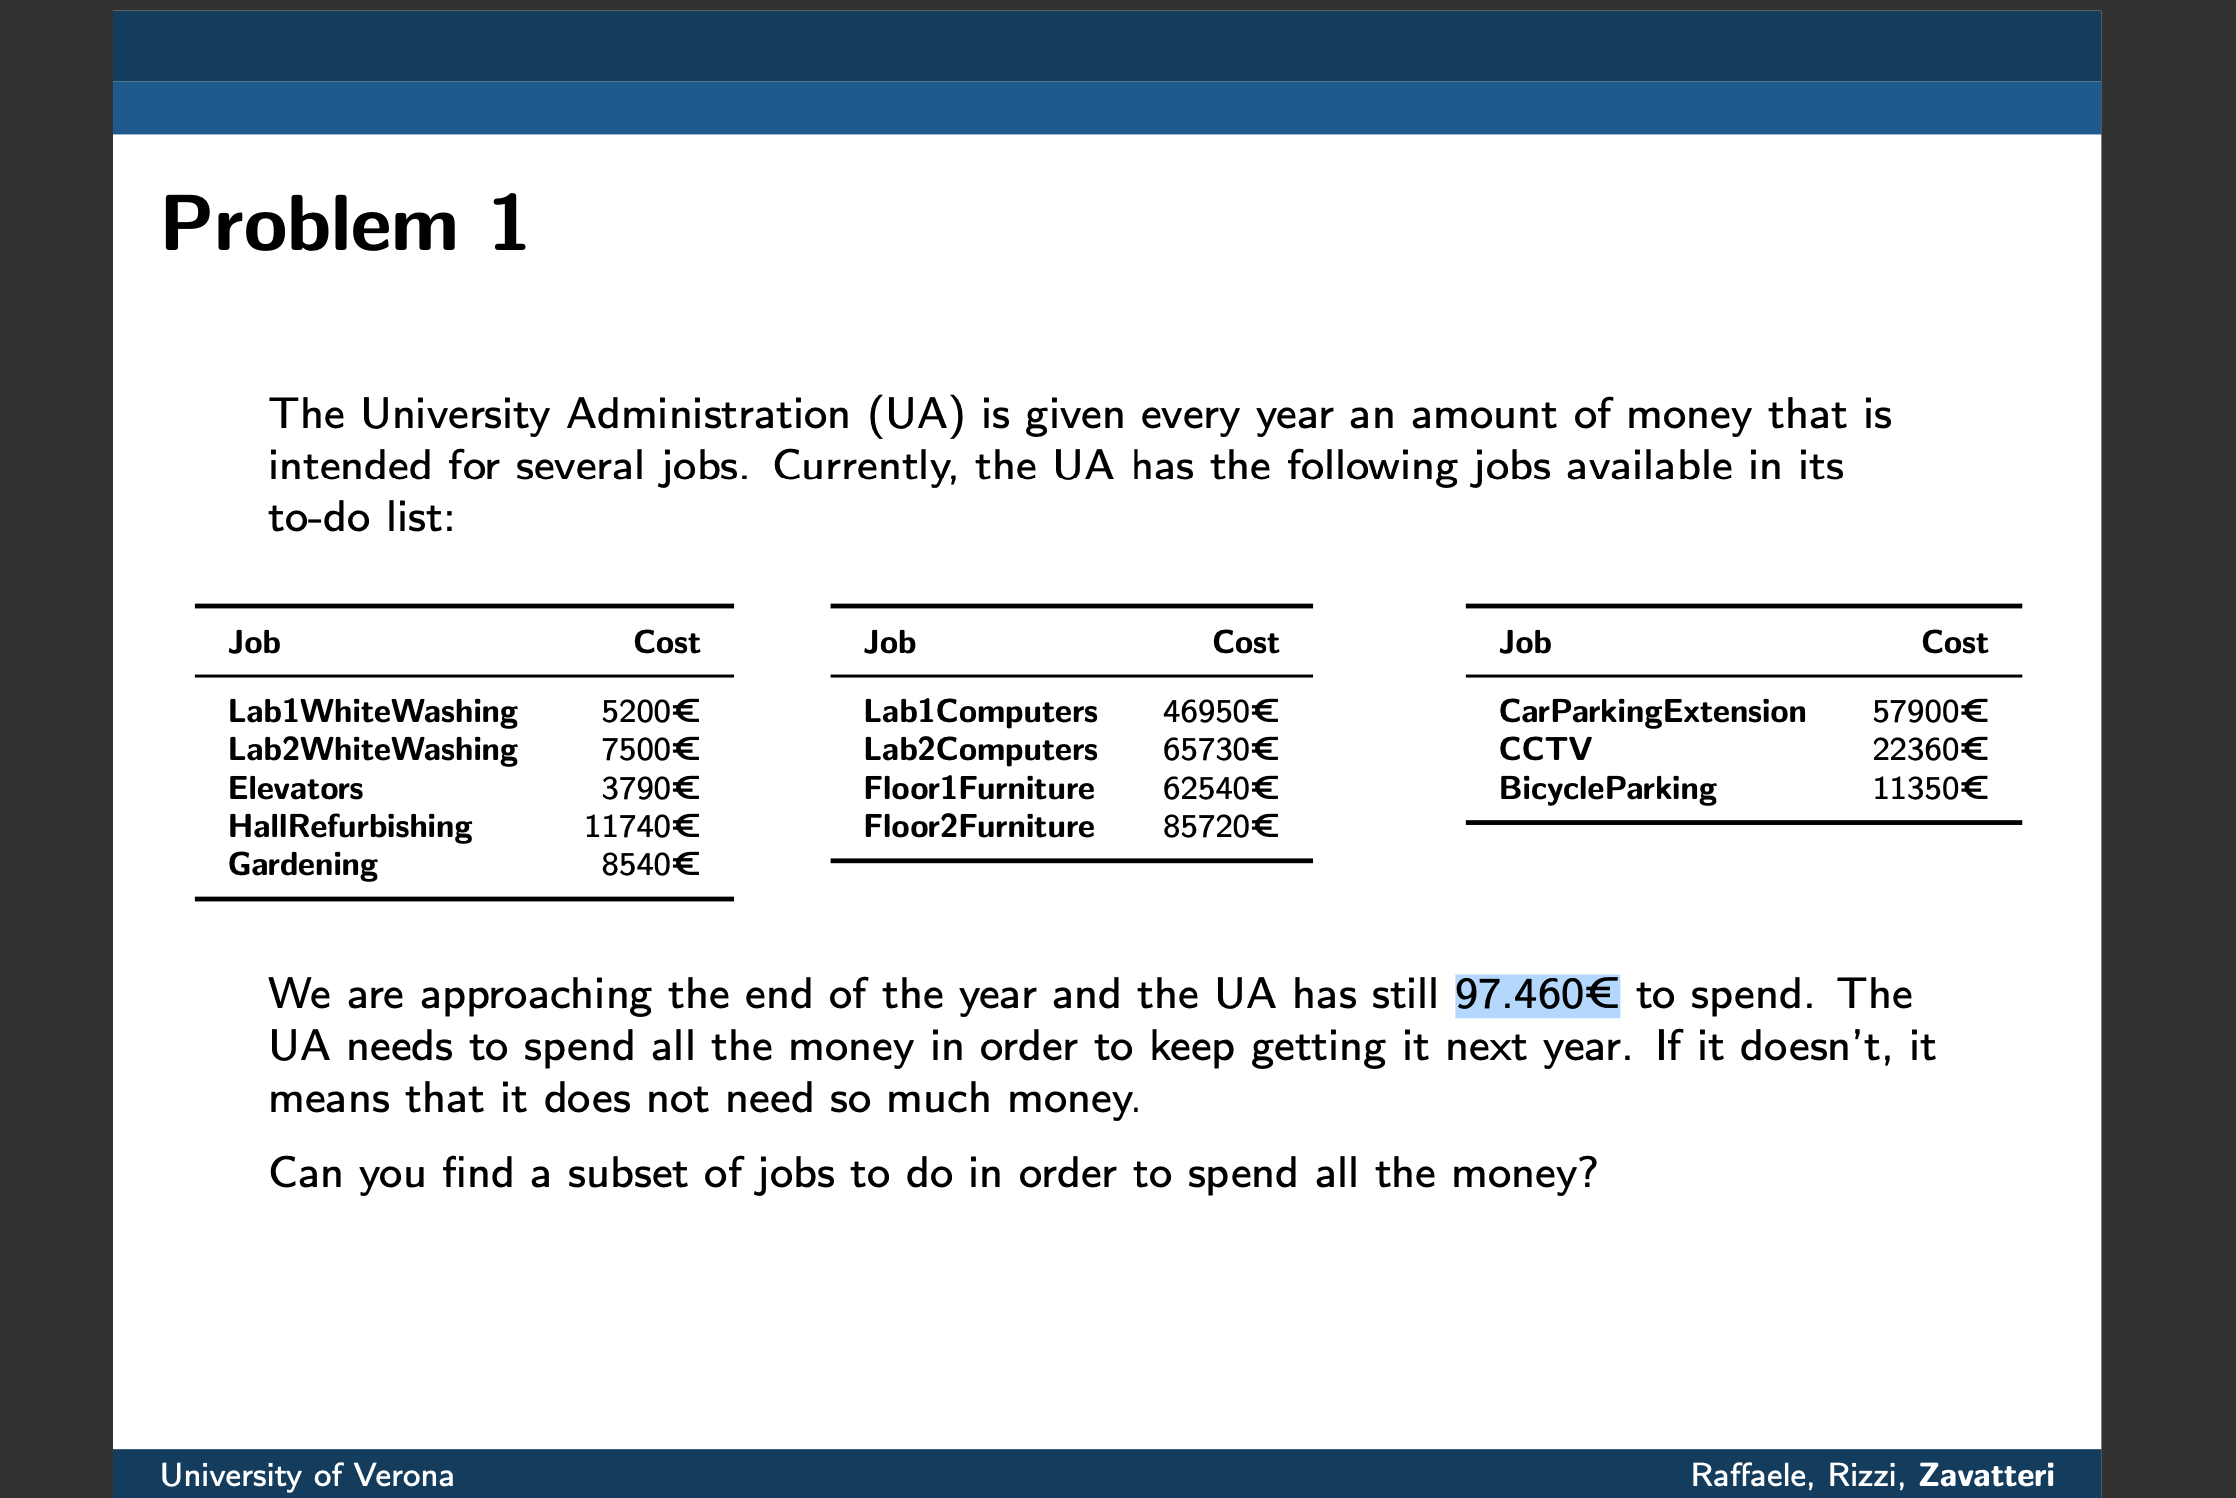 Problem 1
The University Administration (UA) is given every year an amount of money that is
intended for several jobs. Currently, the UA has the following jobs available in its
to-do list:
Job Cost
Lab1WhiteWashing 5200€
Lab2WhiteWashing 7500€
Elevators 3790€
HallRefurbishing 11740€
Gardening 8540€
Job Cost
Lab1Computers 46950€
Lab2Computers 65730€
Floor1Furniture 62540€
Floor2Furniture 85720€
Job Cost
CarParkingExtension 57900€
CCTV 22360€
BicycleParking 11350€
We are approaching the end of the year and the UA has still 97.460€ to spend. The
UA needs to spend all the money in order to keep getting it next year. If it doesn't, it
means that it does not need so much money.
Can you find a subset of jobs to do in order to spend all the money?
University of Verona
Raffaele, Rizzi, Zavatteri